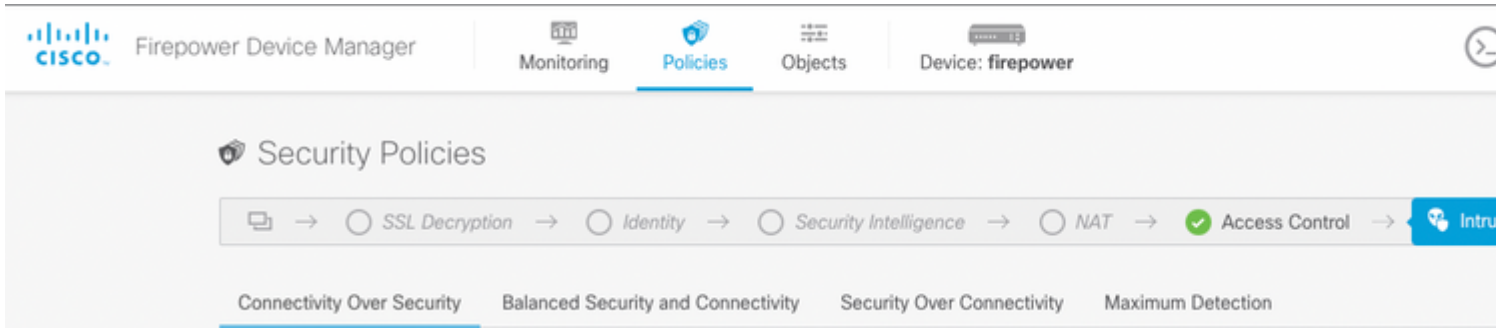 CISCO Firepower Device Manager Monitoring Policies Objects Device: firepower
Security Policies
SSL Decryption Identity Security Intelligence NAT Access Control Intru
Connectivity Over Security Balanced Security and Connectivity Security Over Connectivity Maximum Detection